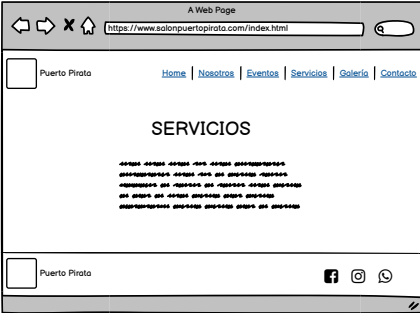 A Web Page
https://www.salonpuertopirata.com/index.html
Puerto Pirata
Home Nosotros Eventos Servicios Galería Contacto
SERVICIOS
Puerto Pirata